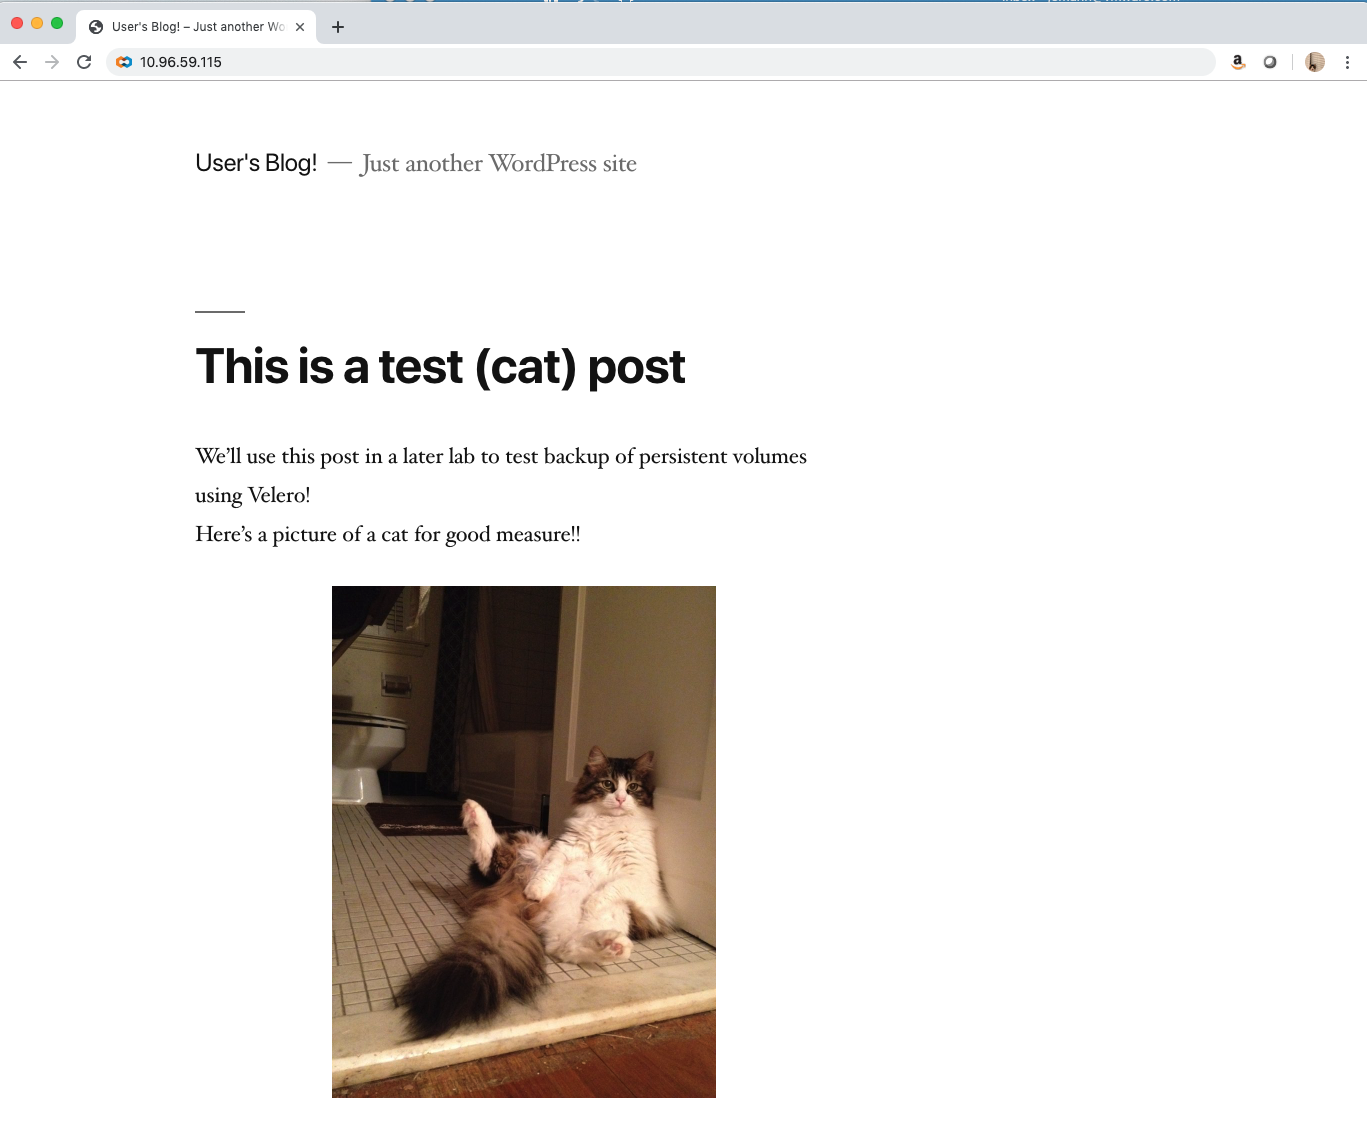 User's Blog! – Just another Wo
10.96.59.115
User's Blog! — Just another WordPress site
This is a test (cat) post
We’ll use this post in a later lab to test backup of persistent volumes
using Velero!
Here’s a picture of a cat for good measure!!